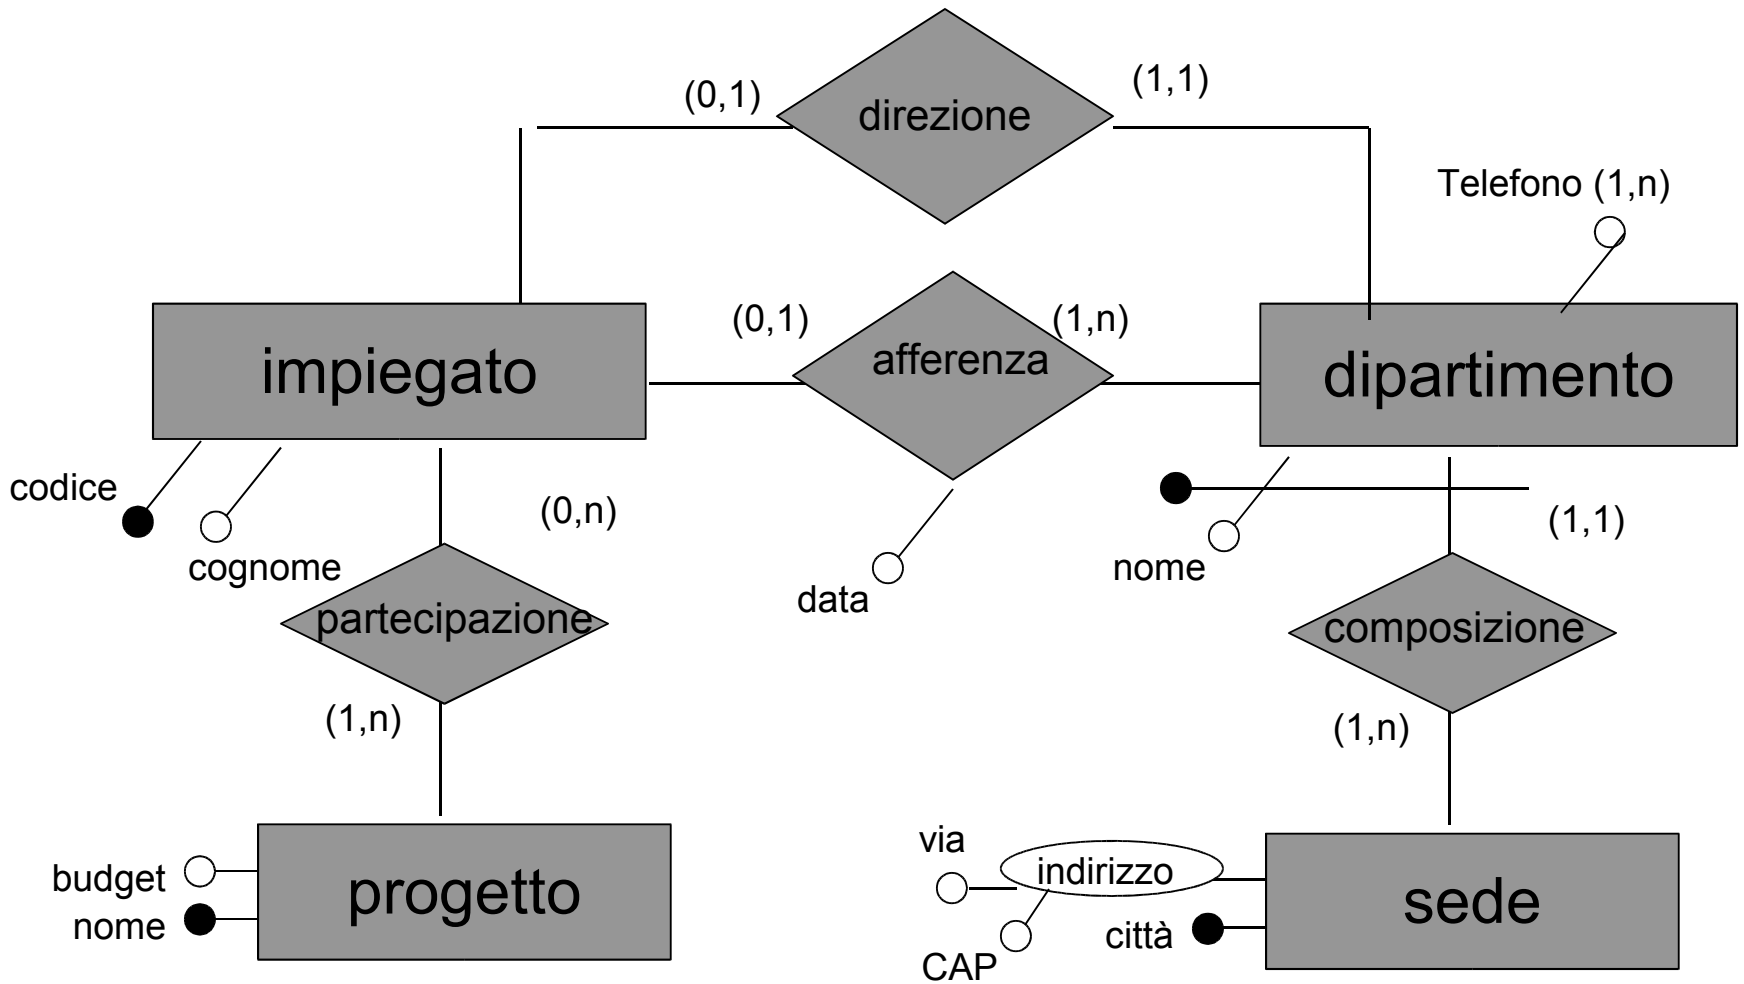 (0,1)
direzione
(1,1)
Telefono (1,n)
impiegato
(0,1)
afferenza
(1,n)
dipartimento
codice
cognome
(0,n)
data
nome
(1,1)
partecipazione
composizione
(1,n)
(1,n)
budget
nome
progetto
via
indirizzo
CAP
città
sede